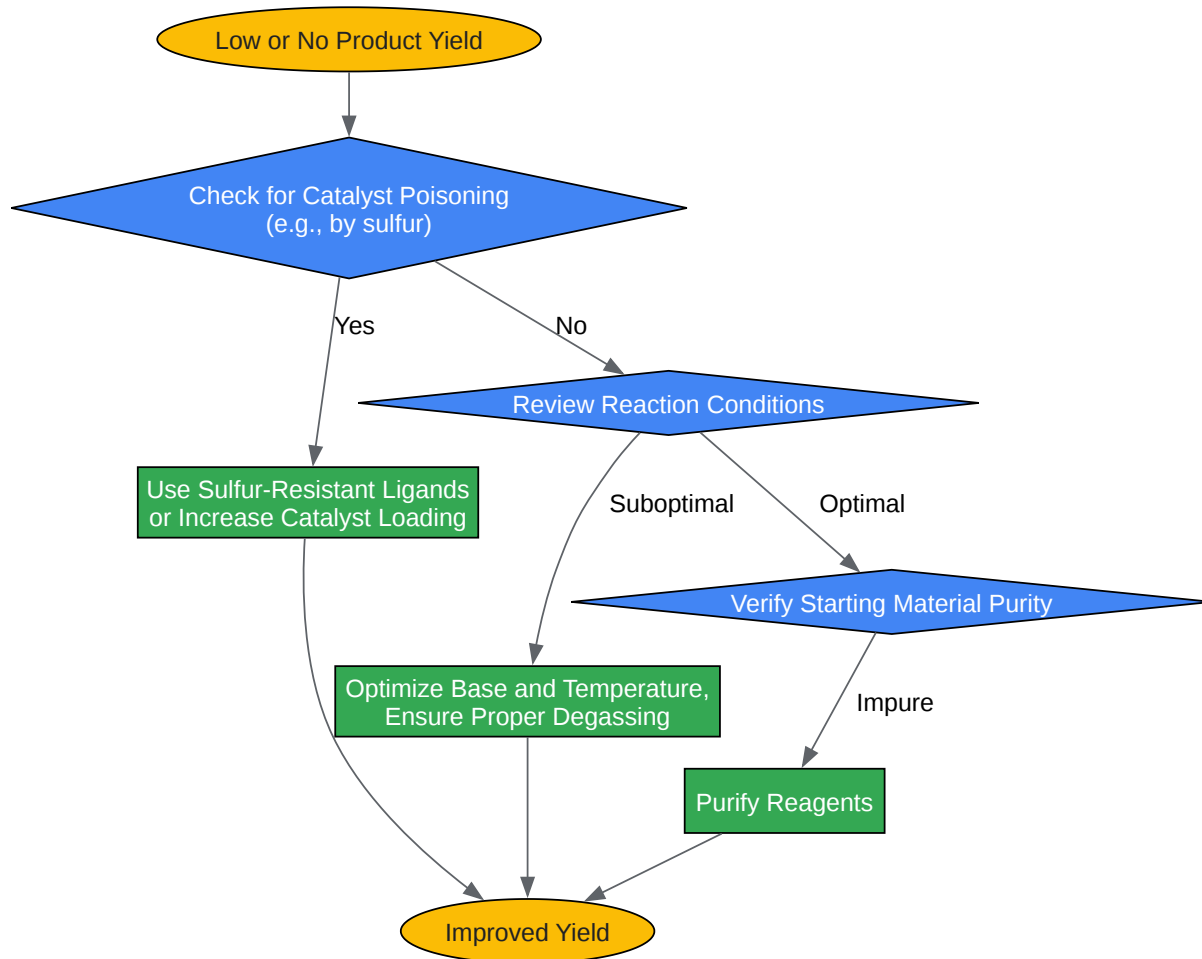 Low or No Product Yield
Check for Catalyst Poisoning
(e.g., by sulfur)
Yes
No
Review Reaction Conditions
Use Sulfur-Resistant Ligands
or Increase Catalyst Loading
Suboptimal
Optimal
Verify Starting Material Purity
Optimize Base and Temperature,
Ensure Proper Degassing
Impure
Purify Reagents
Improved Yield